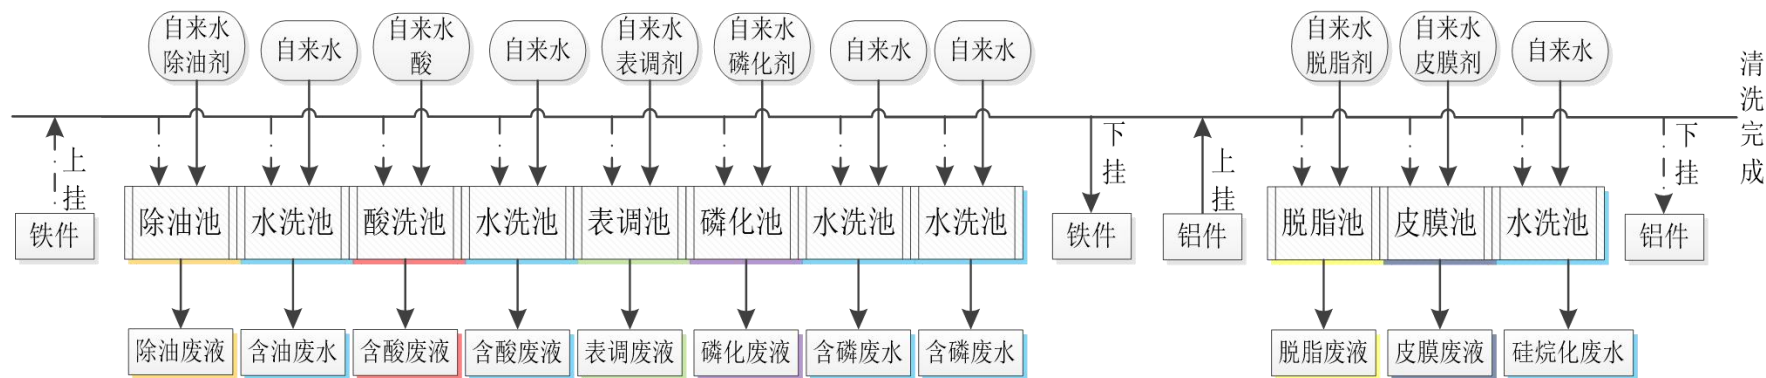 自来水
除油剂
自来水
自来水
酸
自来水
自来水
表调剂
自来水
磷化剂
自来水
自来水
自来水
脱脂剂
自来水
皮膜剂
自来水
清洗完成
上挂
下挂
上挂
下挂
铁件
除油池
水洗池
酸洗池
水洗池
表调池
磷化池
水洗池
水洗池
铁件
铝件
脱脂池
皮膜池
水洗池
铝件
除油废液
含油废水
含酸废液
含酸废液
表调废液
磷化废液
含磷废水
含磷废水
脱脂废液
皮膜废液
硅烷化废水